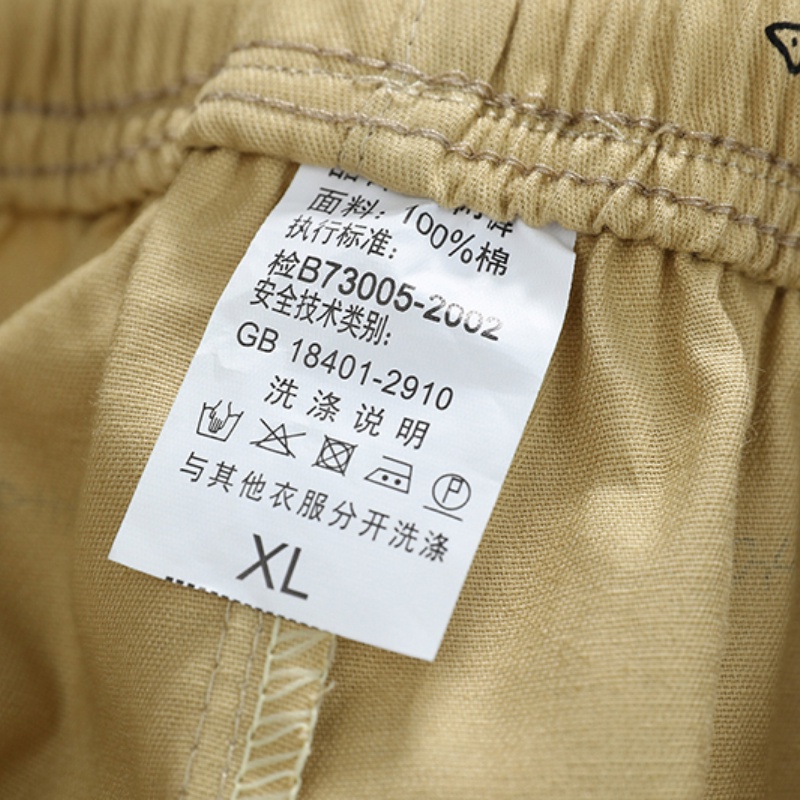 面料：100%棉
执行标准：
检B73005-2002
安全技术类别：
GB 18401-2910
洗涤说明
P
与其他衣服分开洗涤
XL